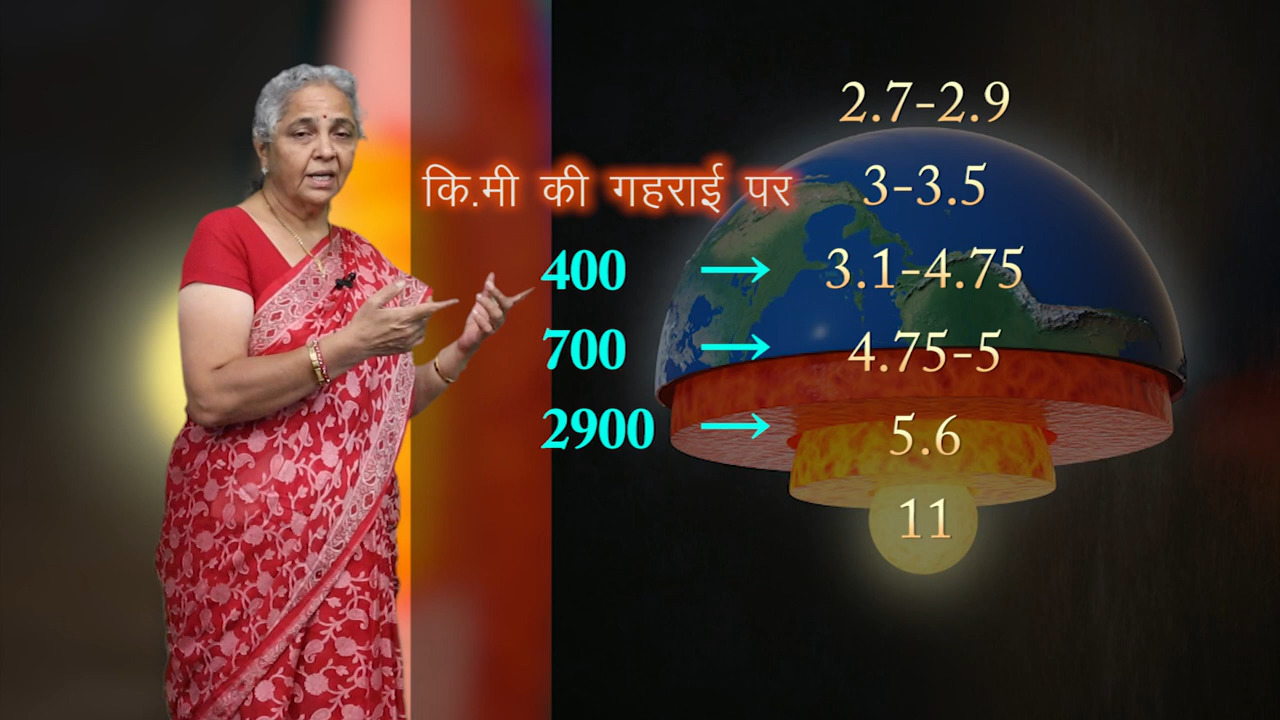 2.7-2.9
कि.मी की गहराई पर 3-3.5
400 → 3.1-4.75
700 → 4.75-5
2900 → 5.6
11